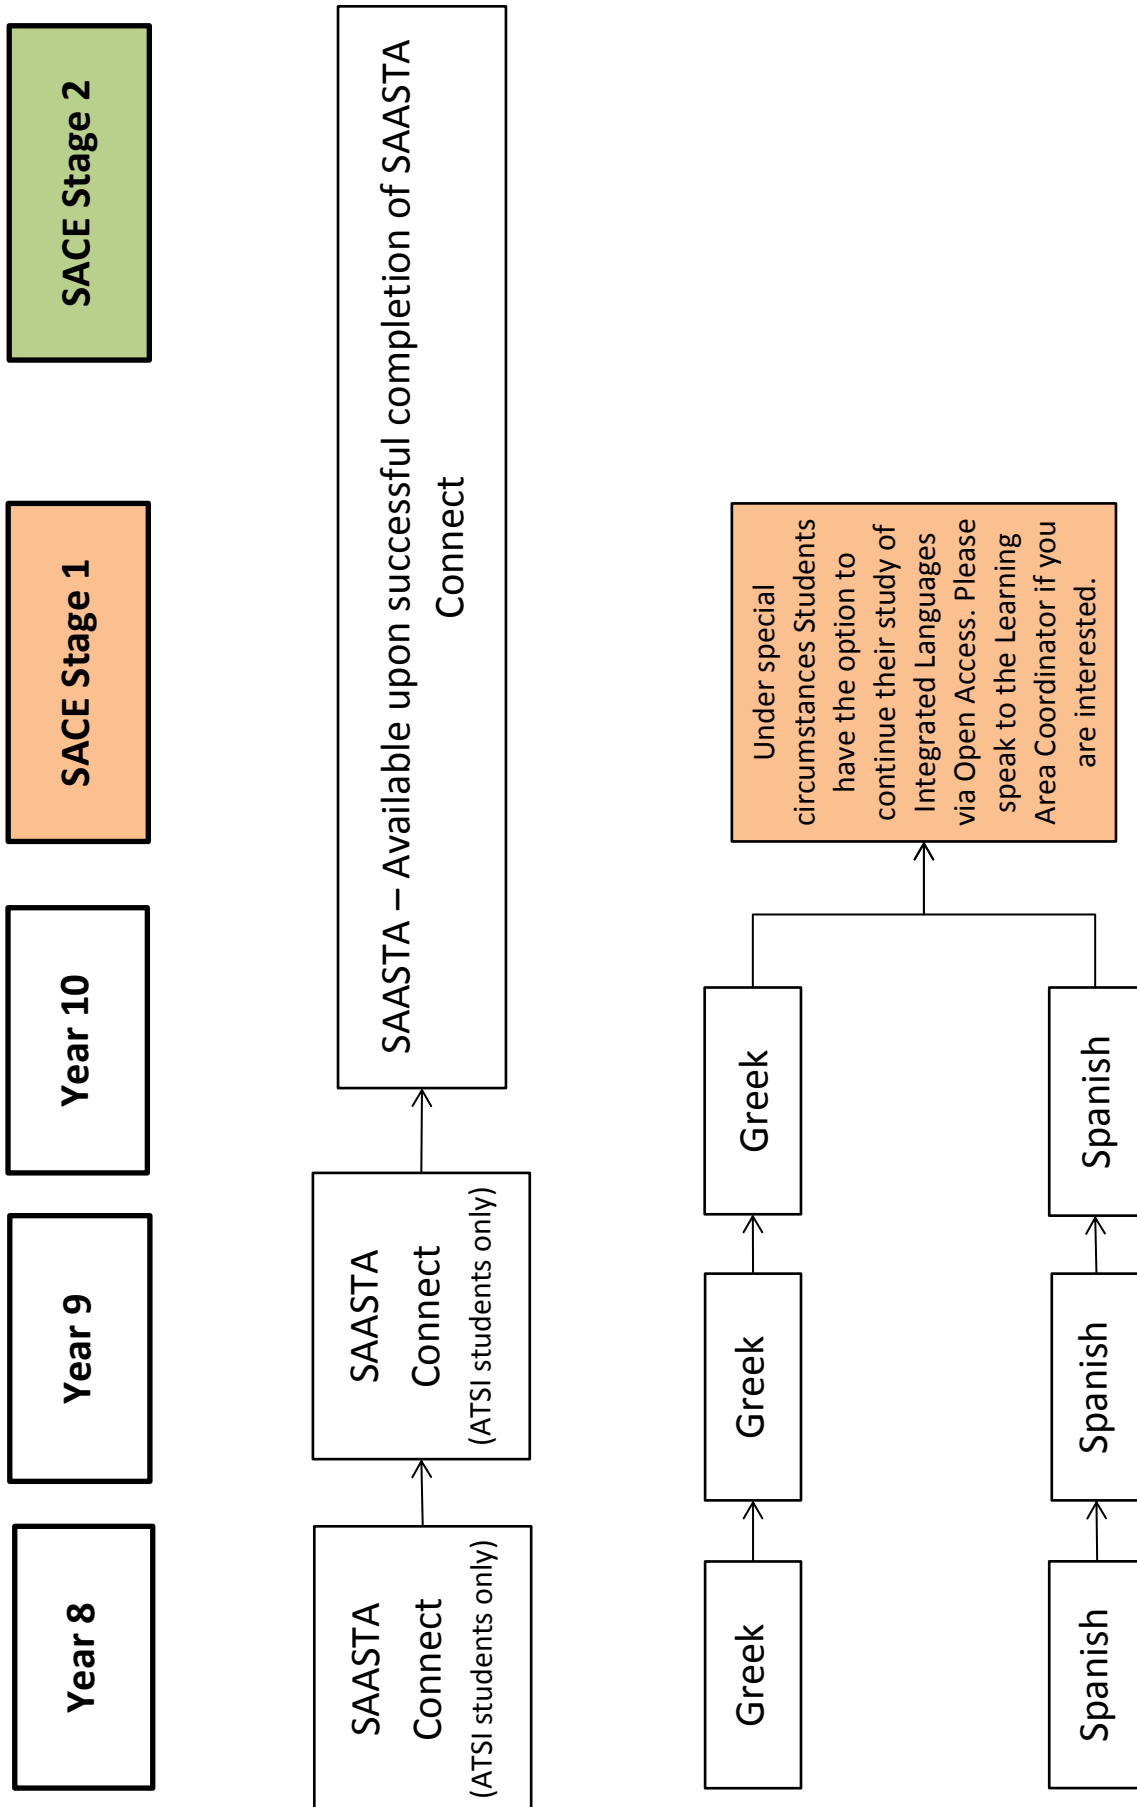 Year 8
Year 9
Year 10
SACE Stage 1
SACE Stage 2
SAASTA
Connect
(ATSI students only)
SAASTA
Connect
(ATSI students only)
SAASTA – Available upon successful completion of SAASTA
Connect
Greek
Greek
Greek
Under special
circumstances Students
have the option to
continue their study of
Integrated Languages
via Open Access. Please
speak to the Learning
Area Coordinator if you
are interested.
Spanish
Spanish
Spanish